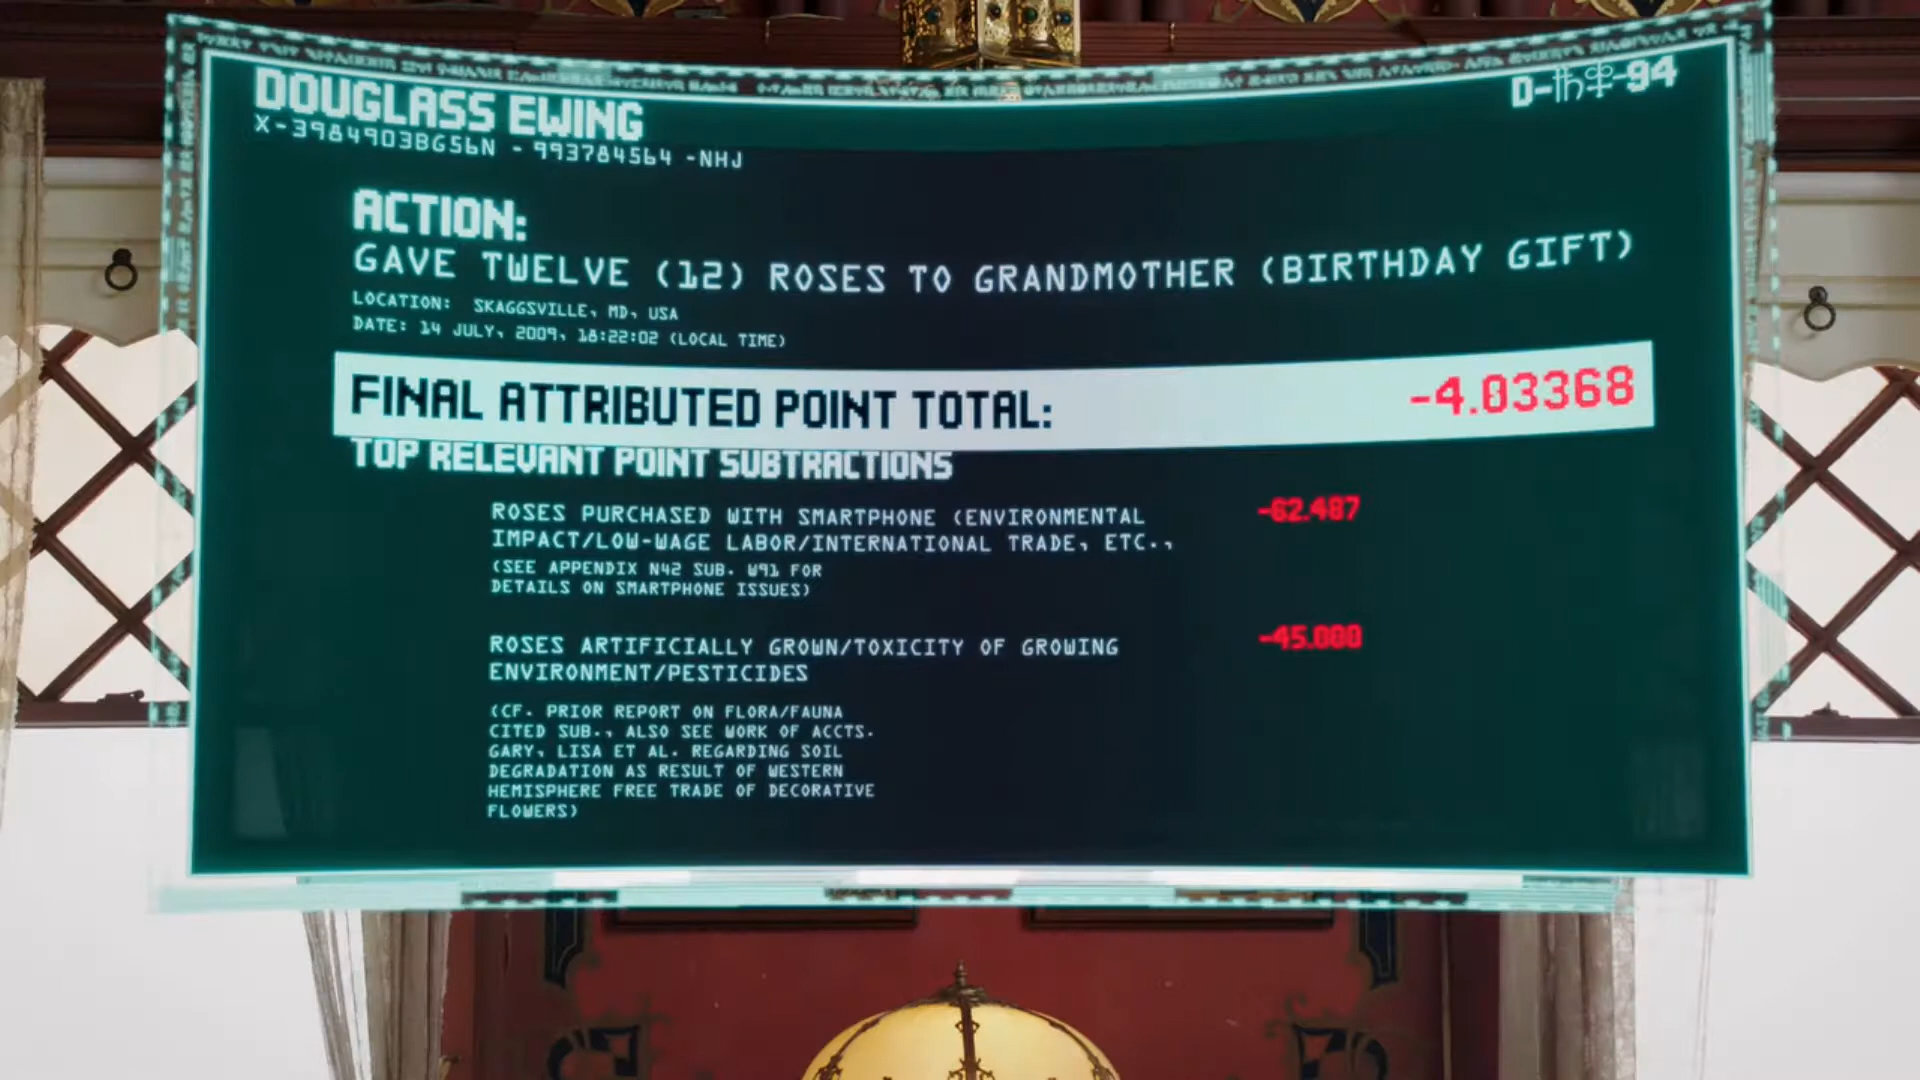 DOUGLASS EWING
X-3984903BG56N - 993784564 -NHJ
ACTION:
GAVE TWELVE (12) ROSES TO GRANDMOTHER (BIRTHDAY GIFT)
LOCATION: SKAGGSVILLE, MD, USA
DATE: 14 JULY, 2009, 18:22:02 (LOCAL TIME)
FINAL ATTRIBUTED POINT TOTAL: -4.03368
TOP RELEVANT POINT SUBTRACTIONS
ROSES PURCHASED WITH SMARTPHONE (ENVIRONMENTAL -62.487
IMPACT/LOW-WAGE LABOR/INTERNATIONAL TRADE, ETC.,
(SEE APPENDIX N42 SUB. W91 FOR
DETAILS ON SMARTPHONE ISSUES)
ROSES ARTIFICIALLY GROWN/TOXICITY OF GROWING -45.000
ENVIRONMENT/PESTICIDES
(CF. PRIOR REPORT ON FLORA/FAUNA
CITED SUB., ALSO SEE WORK OF ACCTS.
GARY, LISA ET AL. REGARDING SOIL
DEGRADATION AS RESULT OF WESTERN
HEMISPHERE FREE TRADE OF DECORATIVE
FLOWERS)